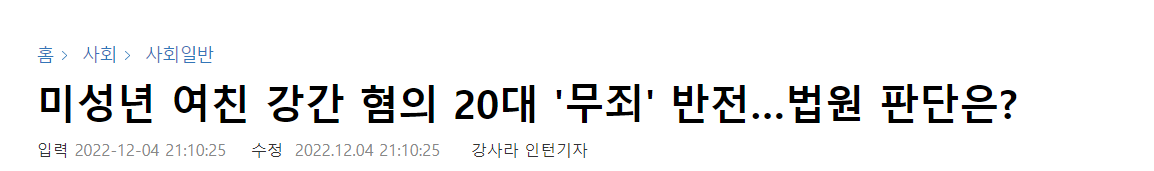 홈 > 사회 > 사회일반
미성년 여친 강간 혐의 20대 '무죄' 반전...법원 판단은?
입력 2022-12-04 21:10:25 수정 2022.12.04 21:10:25 강사라 인턴기자